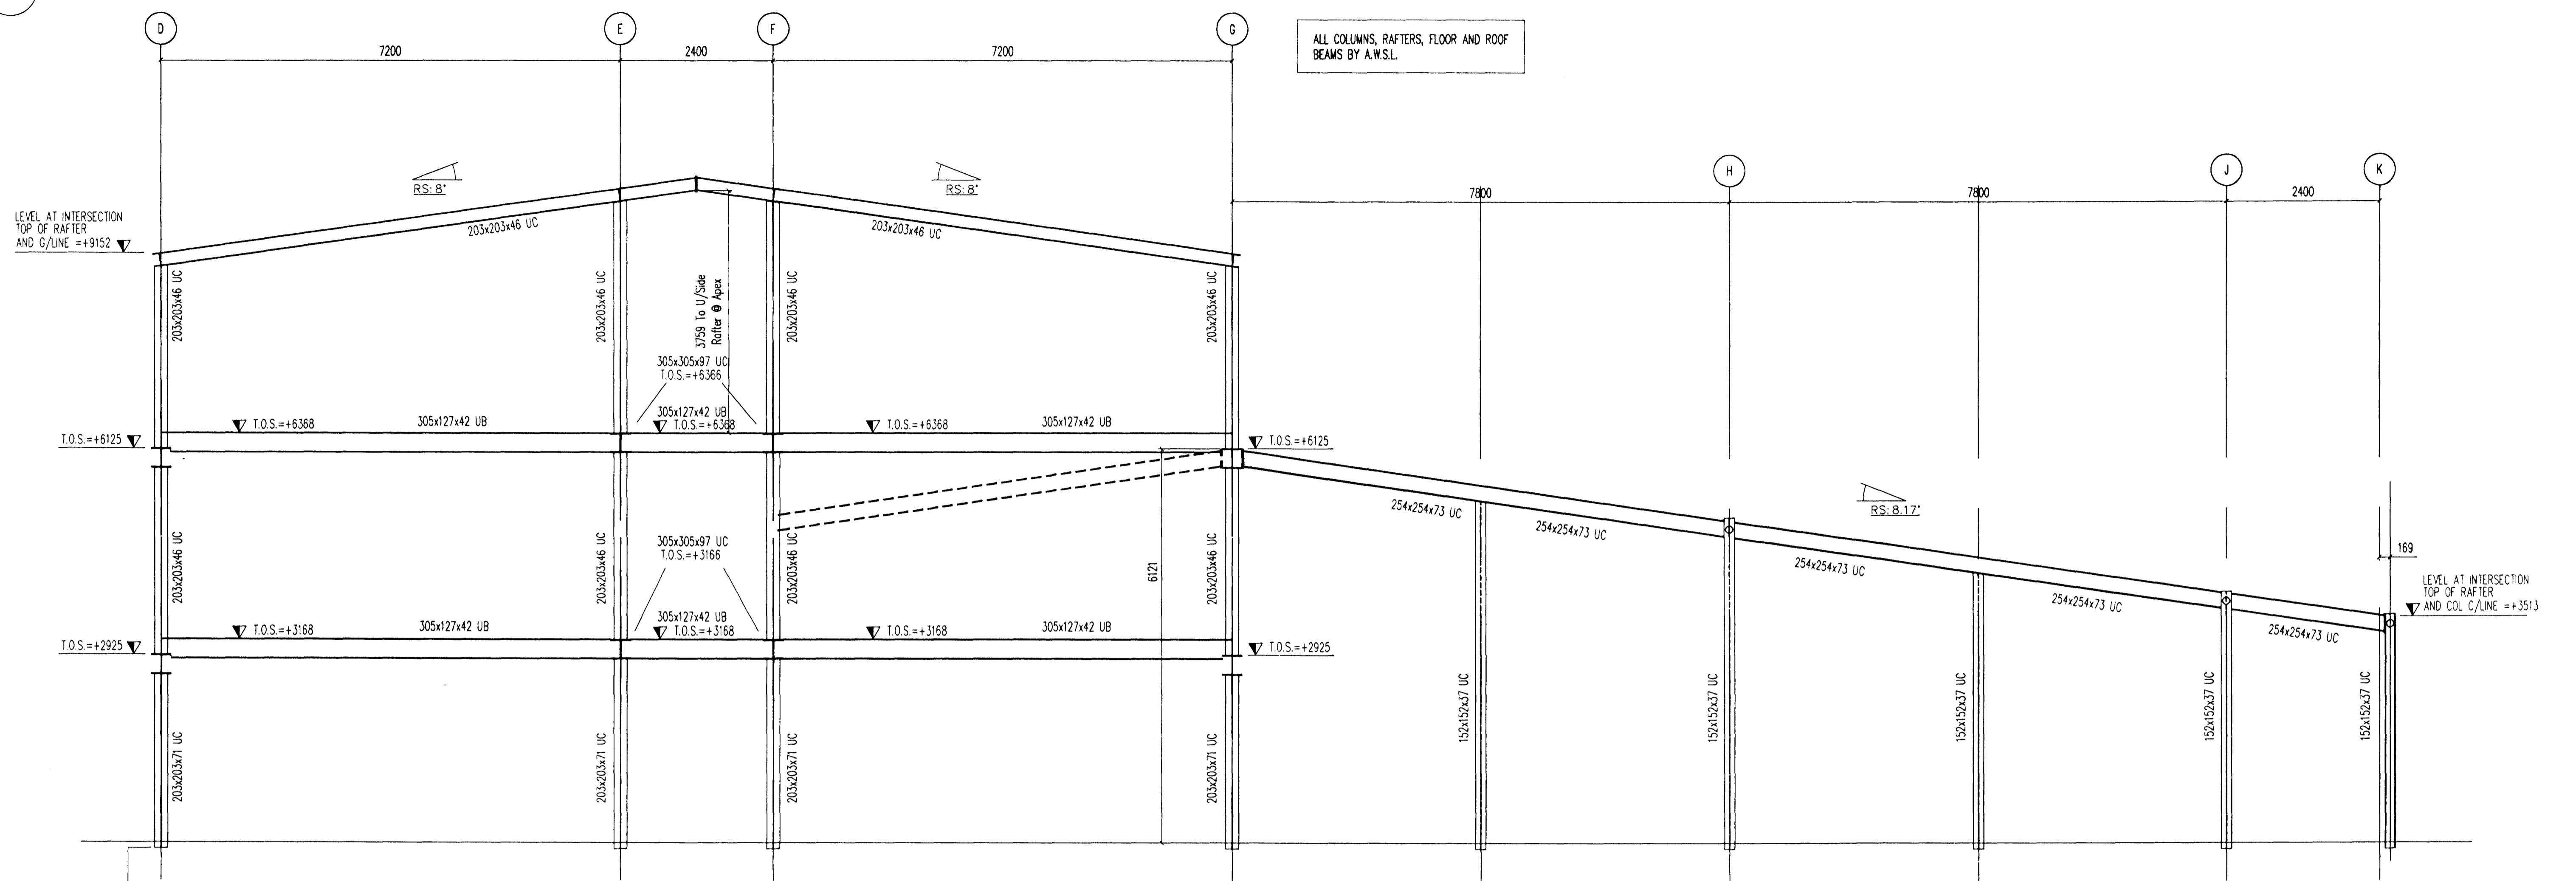 D
E
F
G
7200
2400
7200
ALL COLUMNS, RAFTERS, FLOOR AND ROOF
BEAMS BY A.W.S.L.
H
J
K
7800
7800
2400
RS: 8°
RS: 8°
LEVEL AT INTERSECTION
TOP OF RAFTER
AND G/LINE =+9152
203x203x46 UC
203x203x46 UC
203x203x46 UC
203x203x46 UC
3759 To U/Side
Rafter @ Apex
203x203x46 UC
203x203x46 UC
305x305x97 UC
T.O.S.=+6366
T.O.S.=+6125
T.O.S.=+6368
305x127x42 UB
305x127x42 UB
T.O.S.=+6368
T.O.S.=+6368
305x127x42 UB
T.O.S.=+6125
254x254x73 UC
254x254x73 UC
RS: 8.17°
254x254x73 UC
254x254x73 UC
254x254x73 UC
169
LEVEL AT INTERSECTION
TOP OF RAFTER
AND COL C/LINE =+3513
203x203x46 UC
203x203x46 UC
305x305x97 UC
T.O.S.=+3166
203x203x46 UC
6121
203x203x46 UC
T.O.S.=+2925
T.O.S.=+3168
305x127x42 UB
305x127x42 UB
T.O.S.=+3168
T.O.S.=+3168
305x127x42 UB
T.O.S.=+2925
203x203x71 UC
203x203x71 UC
203x203x71 UC
203x203x71 UC
152x152x37 UC
152x152x37 UC
152x152x37 UC
152x152x37 UC
152x152x37 UC